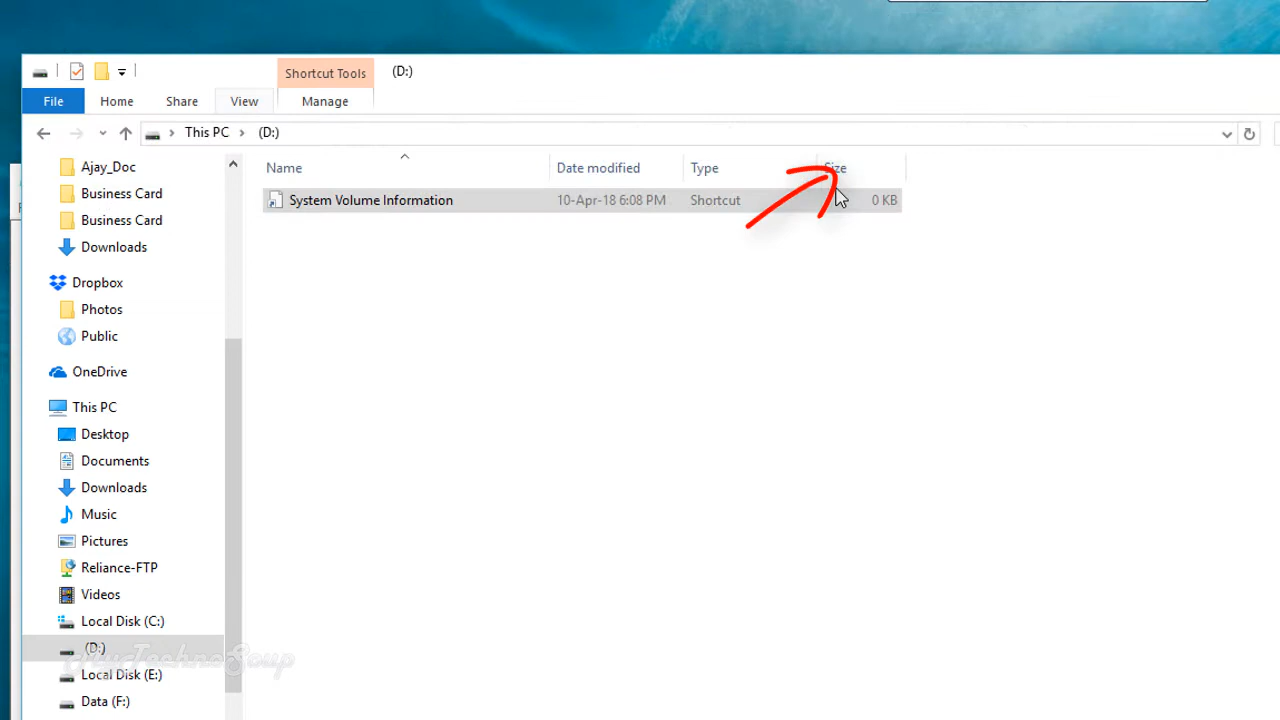 Shortcut Tools
(D:)
File
Home
Share
View
Manage
This PC
(D:)
Name
Date modified
Type
Size
System Volume Information
10-Apr-18 6:08 PM
Shortcut
0 KB
Ajay_Doc
Business Card
Business Card
Downloads
Dropbox
Photos
Public
OneDrive
This PC
Desktop
Documents
Downloads
Music
Pictures
Reliance-FTP
Videos
Local Disk (C:)
(D:)
MyTechnoSoup
Local Disk (E:)
Data (F:)